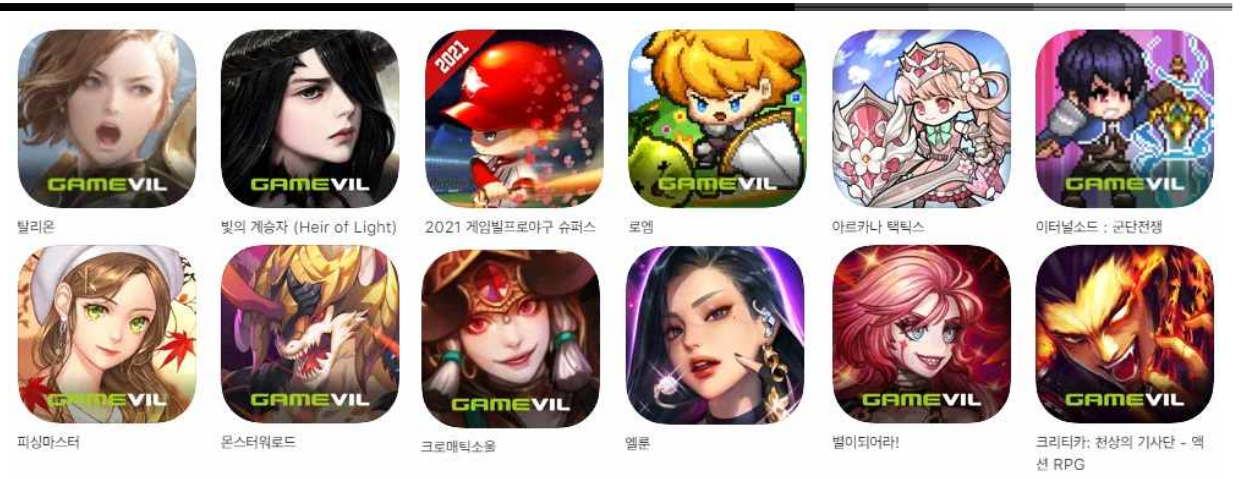 2021
GAMEVIL
GAMEVIL
GAMEVIL
GAMEVIL
탈리온
빛의 계승자 (Heir of Light)
2021 게임빌프로야구 슈퍼스
로엠
아르카나 택틱스
이터널소드 : 군단전쟁
GAMEVIL
GAMEVIL
GAMEVIL
GAMEVIL
GAMEVIL
피싱마스터
몬스터워로드
크로매틱소울
엘룬
별이되어라!
크리티카: 천상의 기사단 - 액
션 RPG